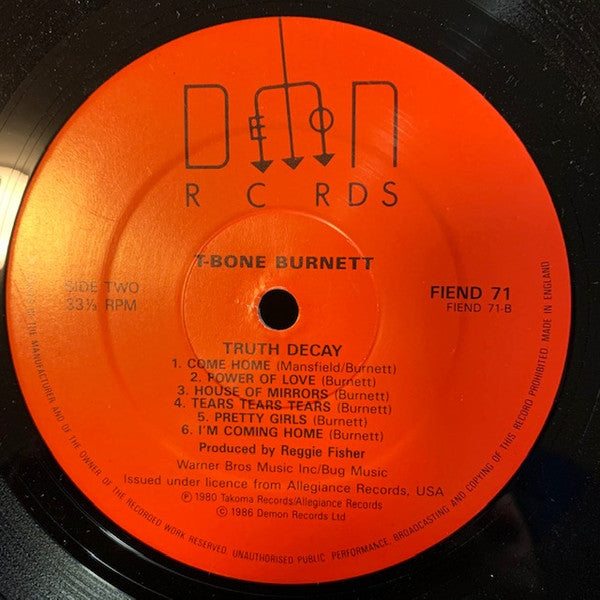 DEMON
R C RDS
T-BONE BURNETT
SIDE TWO
33⅓ RPM
FIEND 71
FIEND 71-B
TRUTH DECAY
1. COME HOME (Mansfield/Burnett)
2. POWER OF LOVE (Burnett)
3. HOUSE OF MIRRORS (Burnett)
4. TEARS TEARS TEARS (Burnett)
5. PRETTY GIRLS (Burnett)
6. I'M COMING HOME (Burnett)
Produced by Reggie Fisher
Warner Bros Music Inc/Bug Music
Issued under licence from Allegiance Records, USA
Ⓟ 1980 Takoma Records/Allegiance Records
© 1986 Demon Records Ltd
OF THE MANUFACTURER AND OF THE OWNER OF THE RECORDED WORK RESERVED. UNAUTHORISED PUBLIC PERFORMANCE, BROADCASTING AND COPYING OF THIS RECORD PROHIBITED MADE IN ENGLAND